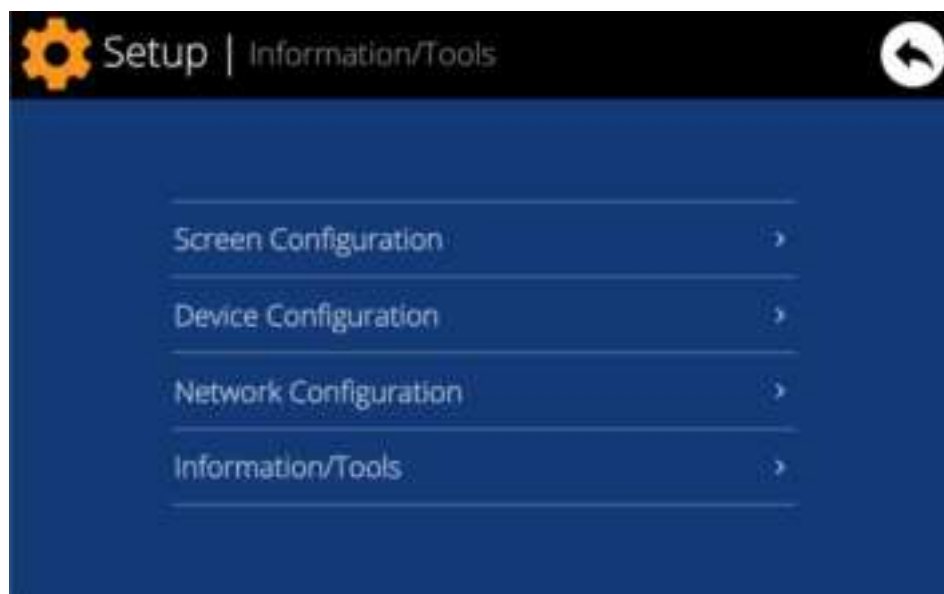 Setup | Information/Tools
Screen Configuration
Device Configuration
Network Configuration
Information/Tools